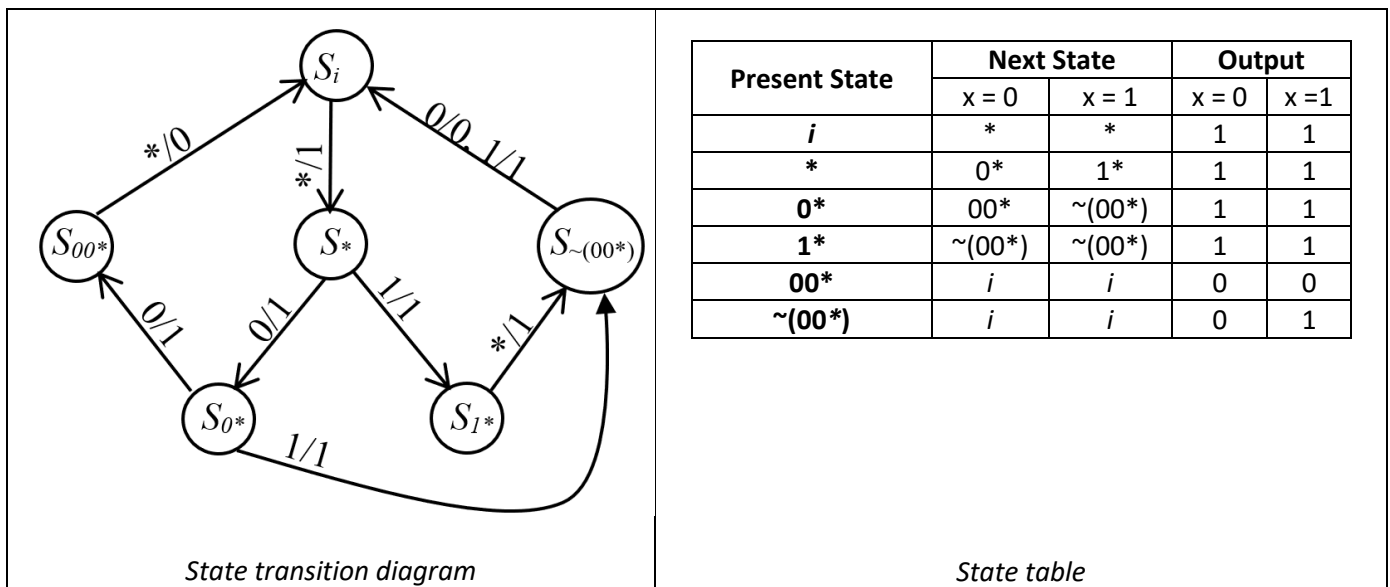 Sᵢ
*/0
*/1
0/0, 1/1
S₀₀*
S*
S~(00*)
0/1
0/1
1/1
*/1
S₀*
S₁*
1/1
State transition diagram
Present State Next State Output
x = 0 x = 1 x = 0 x =1
i * * 1 1
* 0* 1* 1 1
0* 00* ~(00*) 1 1
1* ~(00*) ~(00*) 1 1
00* i i 0 0
~(00*) i i 0 1
State table